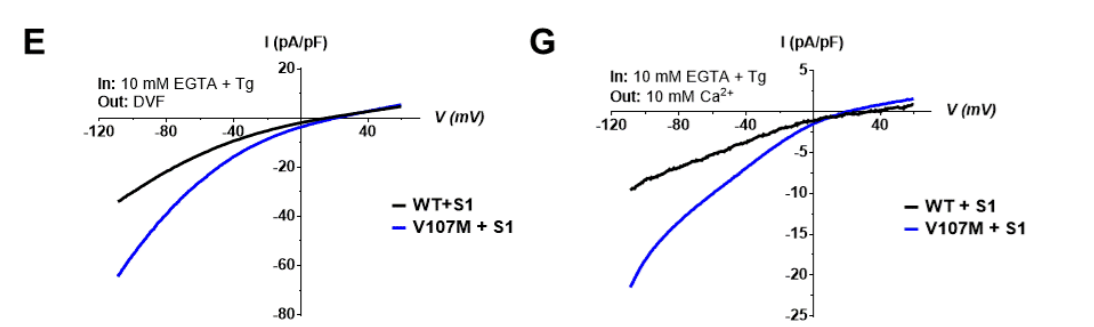 E
I (pA/pF)
In: 10 mM EGTA + Tg
Out: DVF
20
V (mV)
-120
-80
-40
40
-20
-40
-60
-80
WT+S1
V107M + S1
G
I (pA/pF)
In: 10 mM EGTA + Tg
Out: 10 mM Ca²⁺
5
V (mV)
-120
-80
-40
40
-5
-10
-15
-20
-25
WT + S1
V107M + S1